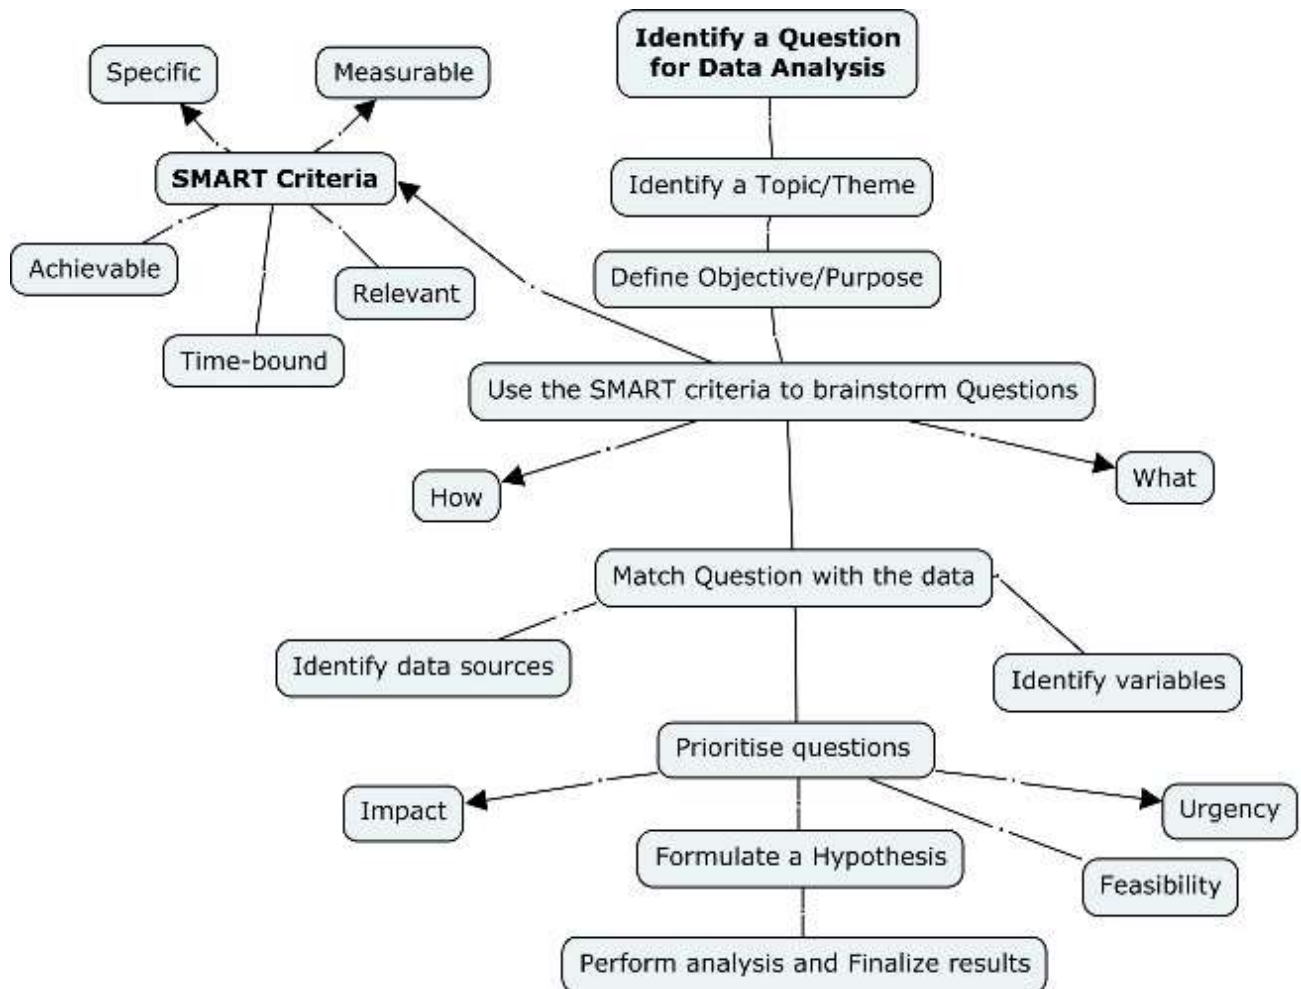 Identify a Question
for Data Analysis
Specific
Measurable
SMART Criteria
Identify a Topic/Theme
Achievable
Relevant
Define Objective/Purpose
Time-bound
Use the SMART criteria to brainstorm Questions
How
What
Match Question with the data
Identify data sources
Identify variables
Prioritise questions
Impact
Urgency
Formulate a Hypothesis
Feasibility
Perform analysis and Finalize results